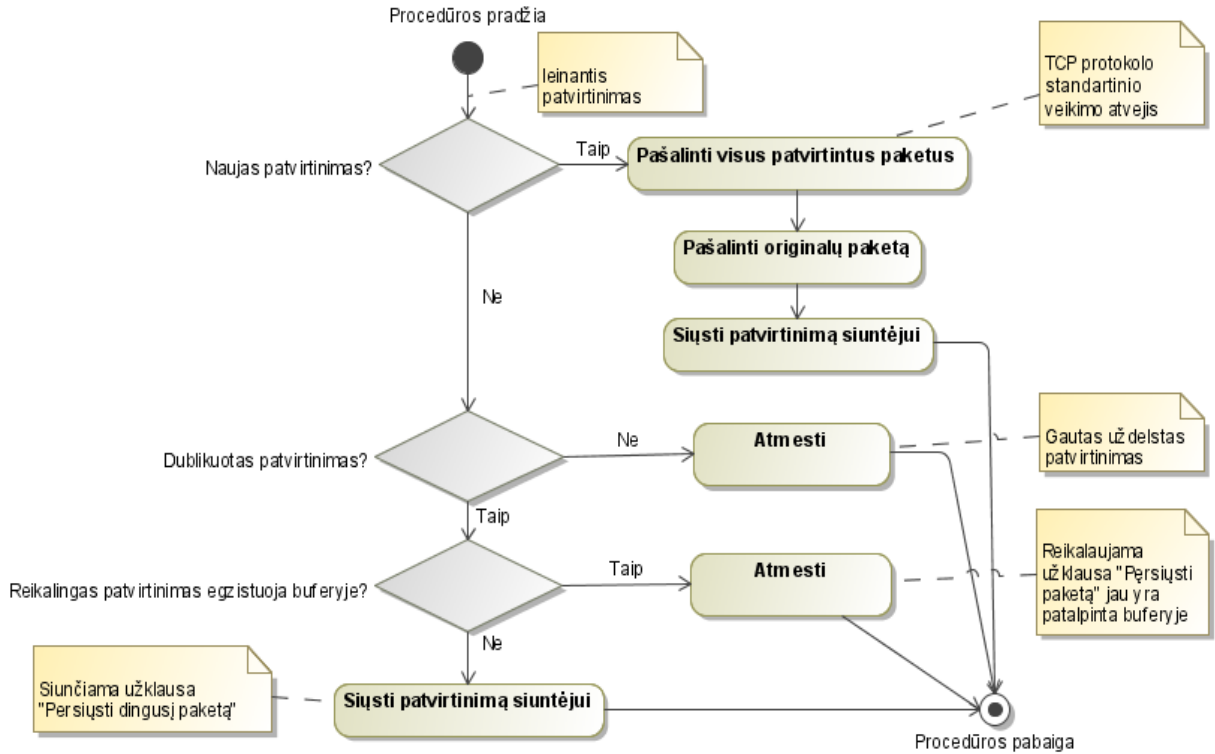 Procedūros pradžia
Ieinantis
patvirtinimas
TCP protokolo
standartinio
veikimo atvejis
Naujas patvirtinimas?
Taip
Pašalinti visus patvirtintus paketus
Pašalinti originalų paketą
Ne
Siųsti patvirtinimą siuntėjui
Dublikuotas patvirtinimas?
Ne
Atmesti
Gautas uždelstas
patvirtinimas
Taip
Reikalingas patvirtinimas egzistuoja buferyje?
Taip
Atmesti
Reikalaujama
užklausa "Pęrsiųsti
paketą" jau yra
patalpinta buferyje
Ne
Siunčiama užklausa
"Persiųsti dingusį paketą"
Siųsti patvirtinimą siuntėjui
Procedūros pabaiga